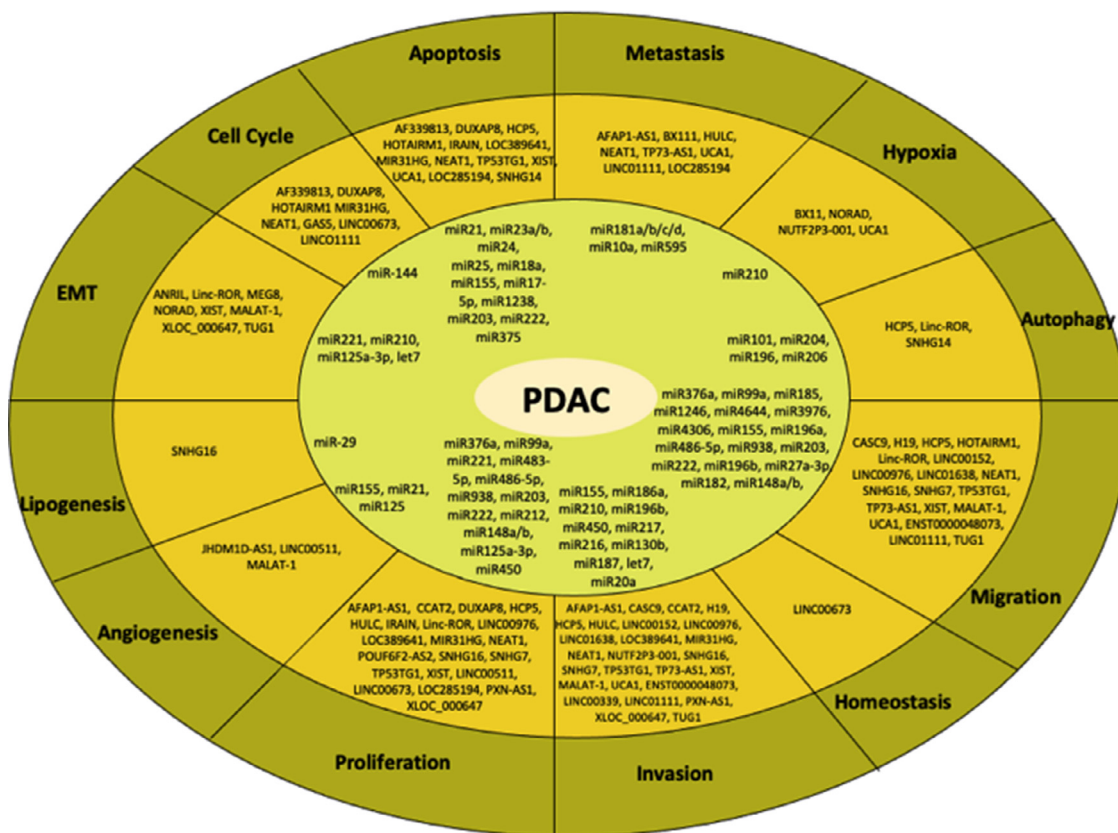 Apoptosis
AF339813, DUXAP8, HCP5,
HOTAIRM1, IRAIN, LOC389641,
MIR31HG, NEAT1, TP53TG1, XIST,
UCA1, LOC285194, SNHG14
miR21, miR23a/b,
miR24,
miR25, miR18a,
miR155, miR17-
5p, miR1238,
miR203, miR222,
miR375
Metastasis
AFAP1-AS1, BX111, HULC,
NEAT1, TP73-AS1, UCA1,
LINC01111, LOC285194
miR181a/b/c/d,
miR10a, miR595
Hypoxia
BX11, NORAD,
NUTF2P3-001, UCA1
miR210
Autophagy
HCP5, Linc-ROR,
SNHG14
miR101, miR204,
miR196, miR206
Migration
CASC9, H19, HCP5, HOTAIRM1,
Linc-ROR, LINC00152,
LINC00976, LINC01638, NEAT1,
SNHG16, SNHG7, TP53TG1,
TP73-AS1, XIST, MALAT-1,
UCA1, ENST0000048073,
LINC01111, TUG1
miR376a, miR99a, miR185,
miR1246, miR4644, miR3976,
miR4306, miR155, miR196a,
miR486-5p, miR938, miR203,
miR222, miR196b, miR27a-3p,
miR182, miR148a/b,
Homeostasis
LINC00673
Invasion
AFAP1-AS1, CASC9, CCAT2, H19,
HCP5, HULC, LINC00152, LINC00976,
LINC01638, LOC389641, MIR31HG,
NEAT1, NUTF2P3-001, SNHG16,
SNHG7, TP53TG1, TP73-AS1, XIST,
MALAT-1, UCA1, ENST0000048073,
LINC00339, LINC01111, PXN-AS1,
XLOC_000647, TUG1
miR155, miR186a,
miR210, miR196b,
miR450, miR217,
miR216, miR130b,
miR187, let7,
miR20a
Proliferation
AFAP1-AS1, CCAT2, DUXAP8, HCP5,
HULC, IRAIN, Linc-ROR, LINC00976,
LOC389641, MIR31HG, NEAT1,
POUF6F2-AS2, SNHG16, SNHG7,
TP53TG1, XIST, LINC00511,
LINC00673, LOC285194, PXN-AS1,
XLOC_000647
miR376a, miR99a,
miR221, miR483-
5p, miR486-5p,
miR938, miR203,
miR222, miR212,
miR148a/b,
miR125a-3p,
miR450
Angiogenesis
JHDM1D-AS1, LINC00511,
MALAT-1
miR155, miR21,
miR125
Lipogenesis
SNHG16
miR-29
EMT
ANRIL, Linc-ROR, MEG8,
NORAD, XIST, MALAT-1,
XLOC_000647, TUG1
miR221, miR210,
miR125a-3p, let7
Cell Cycle
AF339813, DUXAP8,
HOTAIRM1 MIR31HG,
NEAT1, GAS5, LINC00673,
LINCO1111
miR-144
PDAC